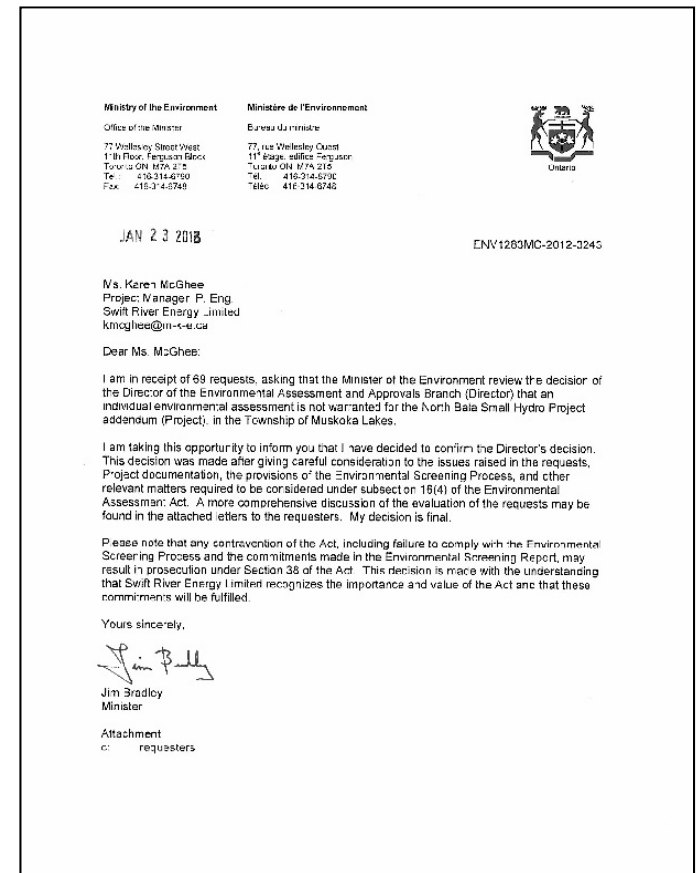 Ministry of the Environment
Office of the Minister
77 Wellesley Street West
11th Floor, Ferguson Block
Toronto ON M7A 2T5
Tel.: 416-314-6790
Fax: 416-314-6748
Ministère de l'Environnement
Bureau du ministre
77, rue Wellesley Ouest
11e étage, édifice Ferguson
Toronto ON M7A 2T5
Tél.: 416-314-6790
Téléc: 416-314-6748
Ontario
JAN 23 2013
ENV1283MC-2012-3243
Ms. Karen McGhee
Project Manager, P. Eng.
Swift River Energy Limited
kmcghee@m-k-e.ca
Dear Ms. McGhee:
I am in receipt of 69 requests, asking that the Minister of the Environment review the decision of
the Director of the Environmental Assessment and Approvals Branch (Director) that an
individual environmental assessment is not warranted for the North Bala Small Hydro Project
addendum (Project), in the Township of Muskoka Lakes.
I am taking this opportunity to inform you that I have decided to confirm the Director's decision.
This decision was made after giving careful consideration to the issues raised in the requests,
Project documentation, the provisions of the Environmental Screening Process, and other
relevant matters required to be considered under subsection 16(4) of the Environmental
Assessment Act. A more comprehensive discussion of the evaluation of the requests may be
found in the attached letters to the requesters. My decision is final.
Please note that any contravention of the Act, including failure to comply with the Environmental
Screening Process and the commitments made in the Environmental Screening Report, may
result in prosecution under Section 38 of the Act. This decision is made with the understanding
that Swift River Energy Limited recognizes the importance and value of the Act and that these
commitments will be fulfilled.
Yours sincerely,
Jim Bradley
Minister
Attachment
c: requesters